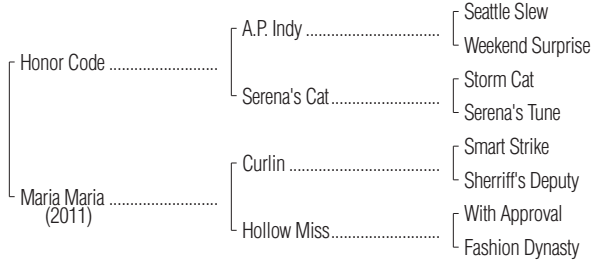 Seattle Slew
A.P. Indy ..............................
Weekend Surprise
Honor Code .........................
Storm Cat
Serena's Cat.........................
Serena's Tune
Smart Strike
Curlin ..................................
Sherriff's Deputy
Maria Maria .........................
(2011)
With Approval
Hollow Miss.........................
Fashion Dynasty